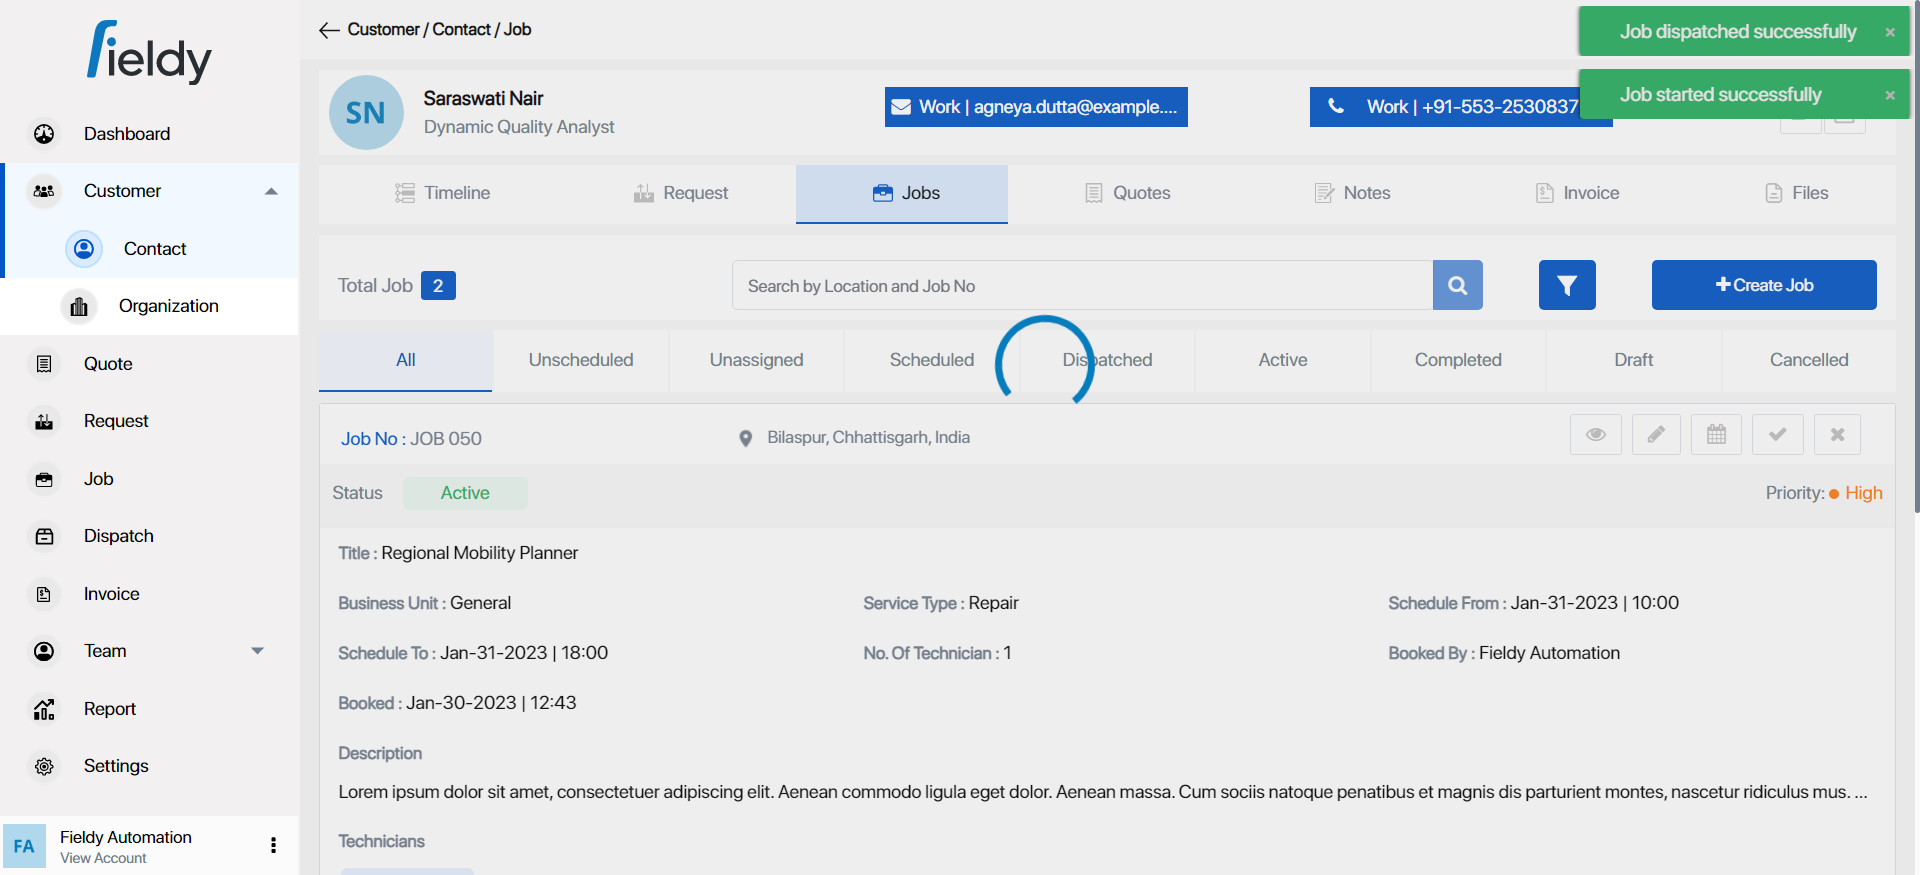 fieldy
Dashboard
Customer
Contact
Organization
Quote
Request
Job
Dispatch
Invoice
Team
Report
Settings
FA
Fieldy Automation
View Account
Customer / Contact / Job
Job dispatched successfully ×
Job started successfully ×
SN
Saraswati Nair
Dynamic Quality Analyst
Work | agneya.dutta@example....
Work | +91-553-2530837
Timeline
Request
Jobs
Quotes
Notes
Invoice
Files
Total Job 2
Search by Location and Job No
Create Job
All
Unscheduled
Unassigned
Scheduled
Dispatched
Active
Completed
Draft
Cancelled
Job No : JOB 050
Bilaspur, Chhattisgarh, India
Status Active
Priority: High
Title : Regional Mobility Planner
Business Unit : General
Service Type : Repair
Schedule From : Jan-31-2023 | 10:00
Schedule To : Jan-31-2023 | 18:00
No. Of Technician : 1
Booked By : Fieldy Automation
Booked : Jan-30-2023 | 12:43
Description
Lorem ipsum dolor sit amet, consectetuer adipiscing elit. Aenean commodo ligula eget dolor. Aenean massa. Cum sociis natoque penatibus et magnis dis parturient montes, nascetur ridiculus mus. ...
Technicians